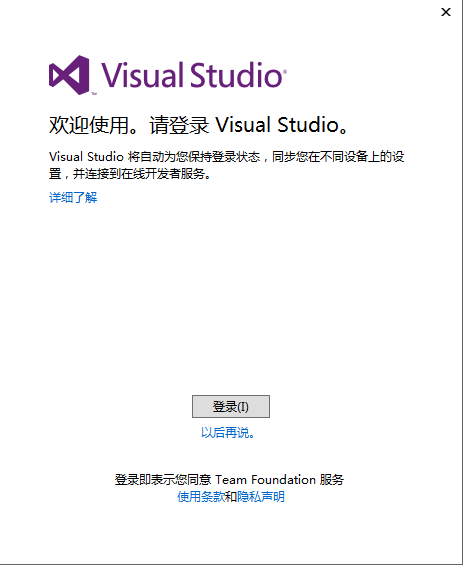 Visual Studio
欢迎使用。请登录 Visual Studio。
Visual Studio 将自动为您保持登录状态，同步您在不同设备上的设
置，并连接到在线开发者服务。
详细了解
登录(I)
以后再说。
登录即表示您同意 Team Foundation 服务
使用条款和隐私声明